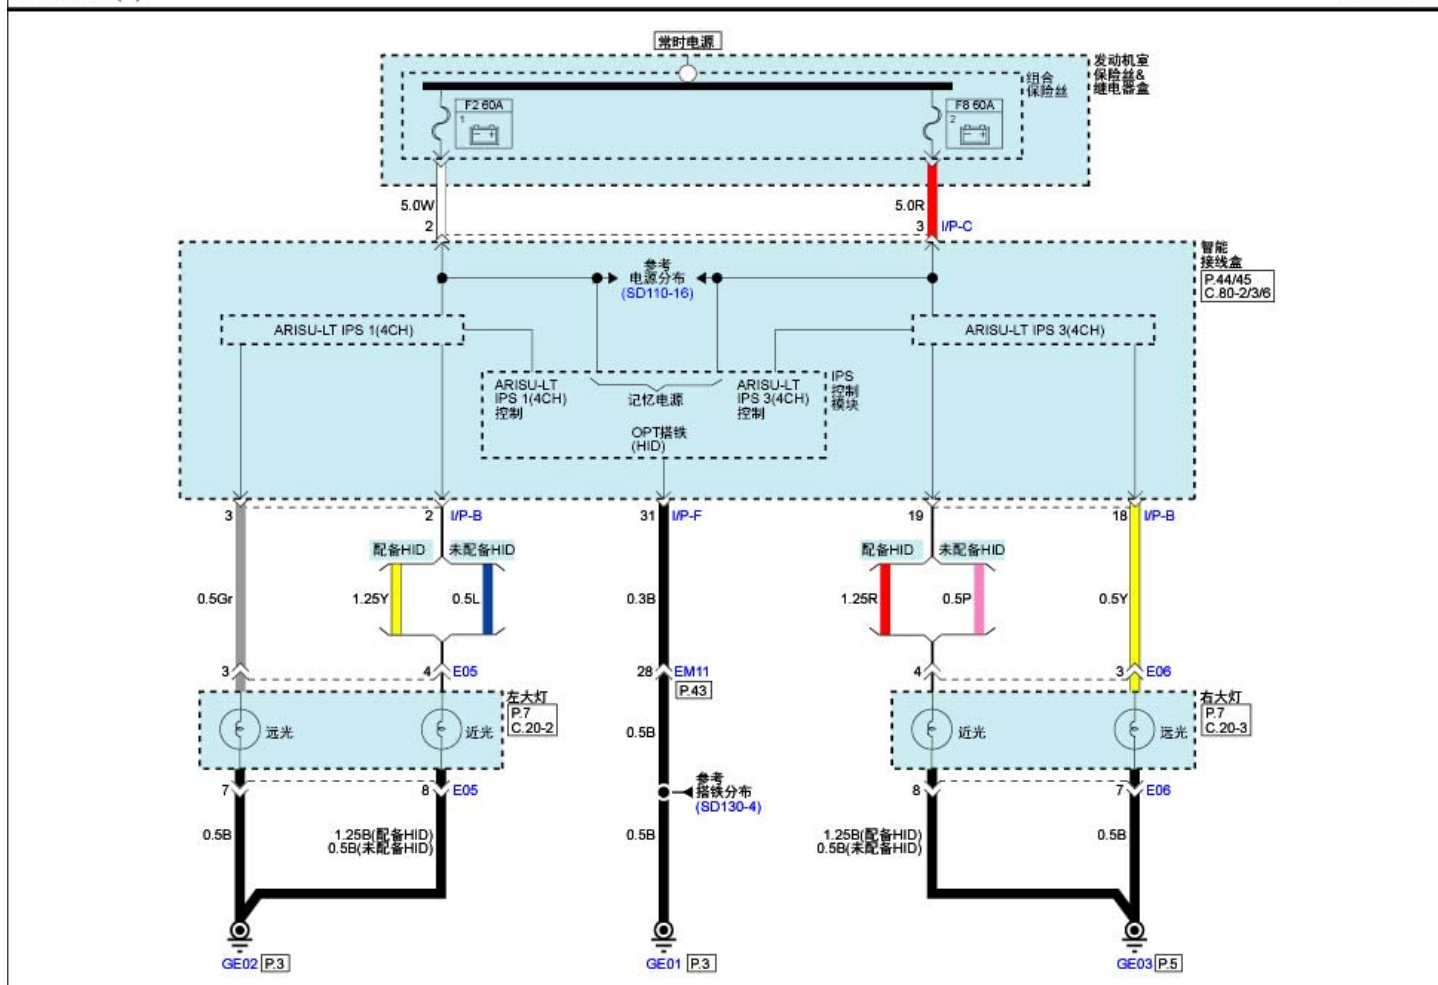 常时电源
发动机室
保险丝&
继电器盒
组合
保险丝
F2 60A
1
F8 60A
2
5.0W
5.0R
2
3
I/P-C
智能
接线盒
P.44/45
C.80-2/3/6
参考
电源分布
(SD110-16)
ARISU-LT IPS 1(4CH)
ARISU-LT IPS 3(4CH)
ARISU-LT
IPS 1(4CH)
控制
记忆电源
ARISU-LT
IPS 3(4CH)
控制
IPS
控制
模块
OPT搭铁
(HID)
3
2
I/P-B
31
I/P-F
19
18
I/P-B
配备HID
未配备HID
配备HID
未配备HID
0.5Gr
1.25Y
0.5L
0.3B
1.25R
0.5P
0.5Y
3
4
E05
28
EM11
P.43
4
3
E06
左大灯
P.7
C.20-2
右大灯
P.7
C.20-3
远光
近光
0.5B
近光
远光
参考
搭铁分布
(SD130-4)
7
8
E05
8
7
E06
0.5B
1.25B(配备HID)
0.5B(未配备HID)
0.5B
1.25B(配备HID)
0.5B(未配备HID)
0.5B
GE02
P.3
GE01
P.3
GE03
P.5